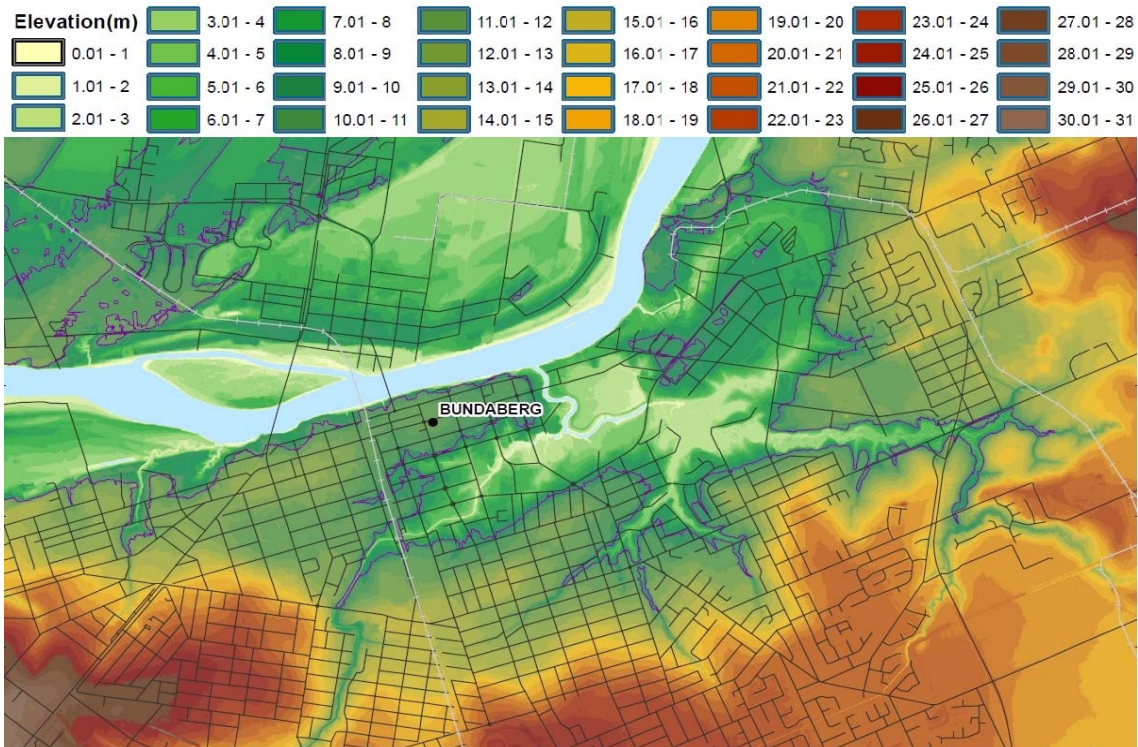 Elevation(m) 3.01 - 4 7.01 - 8 11.01 - 12 15.01 - 16 19.01 - 20 23.01 - 24 27.01 - 28
0.01 - 1 4.01 - 5 8.01 - 9 12.01 - 13 16.01 - 17 20.01 - 21 24.01 - 25 28.01 - 29
1.01 - 2 5.01 - 6 9.01 - 10 13.01 - 14 17.01 - 18 21.01 - 22 25.01 - 26 29.01 - 30
2.01 - 3 6.01 - 7 10.01 - 11 14.01 - 15 18.01 - 19 22.01 - 23 26.01 - 27 30.01 - 31
BUNDABERG